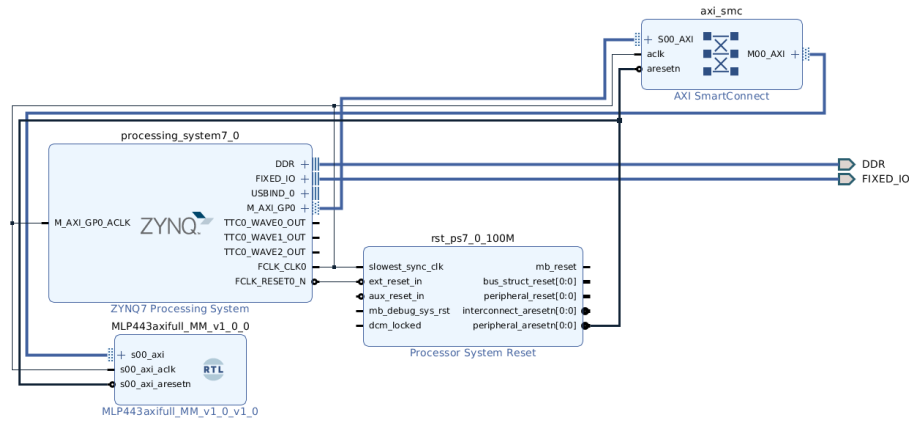 axi_smc
S00_AXI
aclk
aresetn
M00_AXI
AXI SmartConnect
processing_system7_0
DDR
FIXED_IO
USBIND_0
M_AXI_GP0
M_AXI_GP0_ACLK
ZYNQ
TTC0_WAVE0_OUT
TTC0_WAVE1_OUT
TTC0_WAVE2_OUT
FCLK_CLK0
FCLK_RESET0_N
ZYNQ7 Processing System
DDR
FIXED_IO
rst_ps7_0_100M
slowest_sync_clk
ext_reset_in
aux_reset_in
mb_debug_sys_rst
dcm_locked
mb_reset
bus_struct_reset[0:0]
peripheral_reset[0:0]
interconnect_aresetn[0:0]
peripheral_aresetn[0:0]
Processor System Reset
MLP443axifull_MM_v1_0_0
s00_axi
s00_axi_aclk
s00_axi_aresetn
RTL
MLP443axifull_MM_v1_0_v1_0